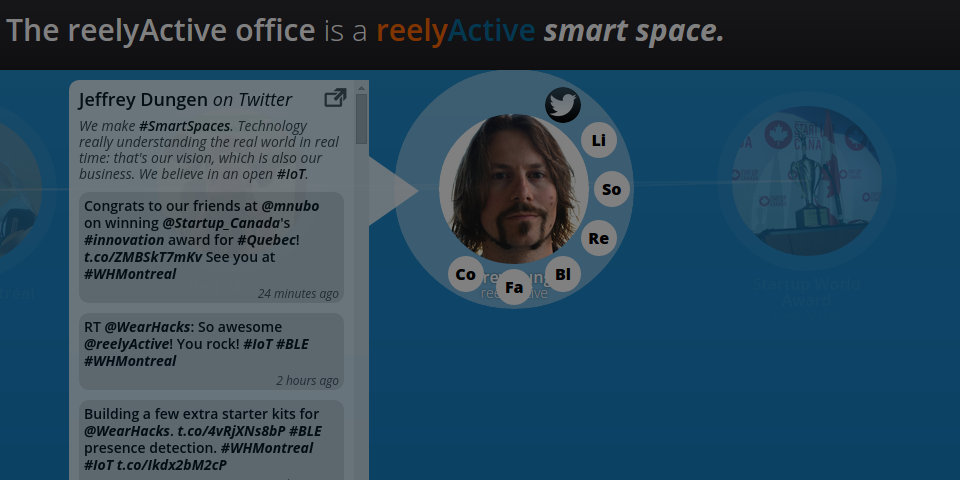 The reelyActive office is a reelyActive smart space.
Jeffrey Dungen on Twitter
We make #SmartSpaces. Technology
really understanding the real world in real
time: that's our vision, which is also our
business. We believe in an open #IoT.
Congrats to our friends at @mnubo
on winning @Startup_Canada's
#innovation award for #Quebec!
t.co/ZMBSkT7mKv See you at
#WHMontreal
24 minutes ago
RT @WearHacks: So awesome
@reelyActive! You rock! #IoT #BLE
#WHMontreal
2 hours ago
Building a few extra starter kits for
@WearHacks. t.co/4vRjXNs8bP #BLE
presence detection. #WHMontreal
#IoT t.co/Ikdx2bM2cP
Li
So
Re
Bl
Fa
Co
Startup World
Award